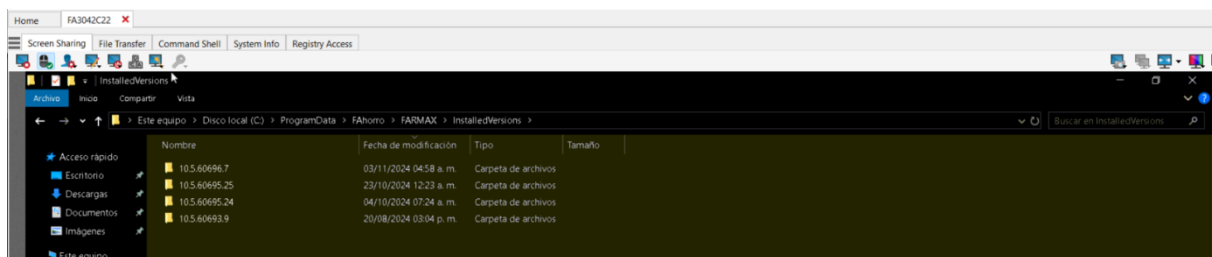 Home FA3042C22
Screen Sharing File Transfer Command Shell System Info Registry Access
InstalledVersions
Archivo Inicio Compartir Vista
Este equipo > Disco local (C:) > ProgramData > FAhorro > FARMAX > InstalledVersions > Buscar en InstalledVersions
Nombre Fecha de modificación Tipo Tamaño
Acceso rápido
Escritorio
Descargas
Documentos
Imágenes
Este equipo
10.5.60696.7 03/11/2024 04:58 a. m. Carpeta de archivos
10.5.60695.25 23/10/2024 12:23 a. m. Carpeta de archivos
10.5.60695.24 04/10/2024 07:24 a. m. Carpeta de archivos
10.5.60693.9 20/08/2024 03:04 p. m. Carpeta de archivos